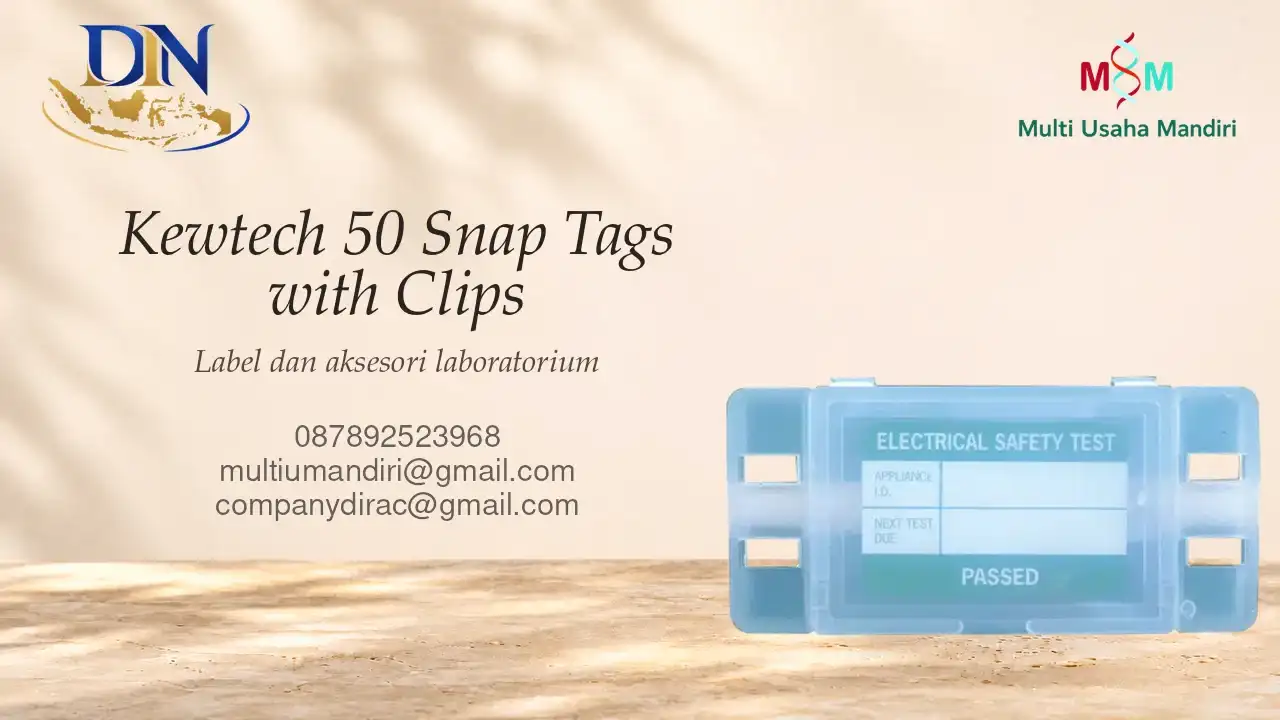 DN
M M
Multi Usaha Mandiri
Kewtech 50 Snap Tags
with Clips
Label dan aksesori laboratorium
087892523968
multiumandiri@gmail.com
companydirac@gmail.com
ELECTRICAL SAFETY TEST
APPLIANCE
I.D.
NEXT TEST
DUE
PASSED